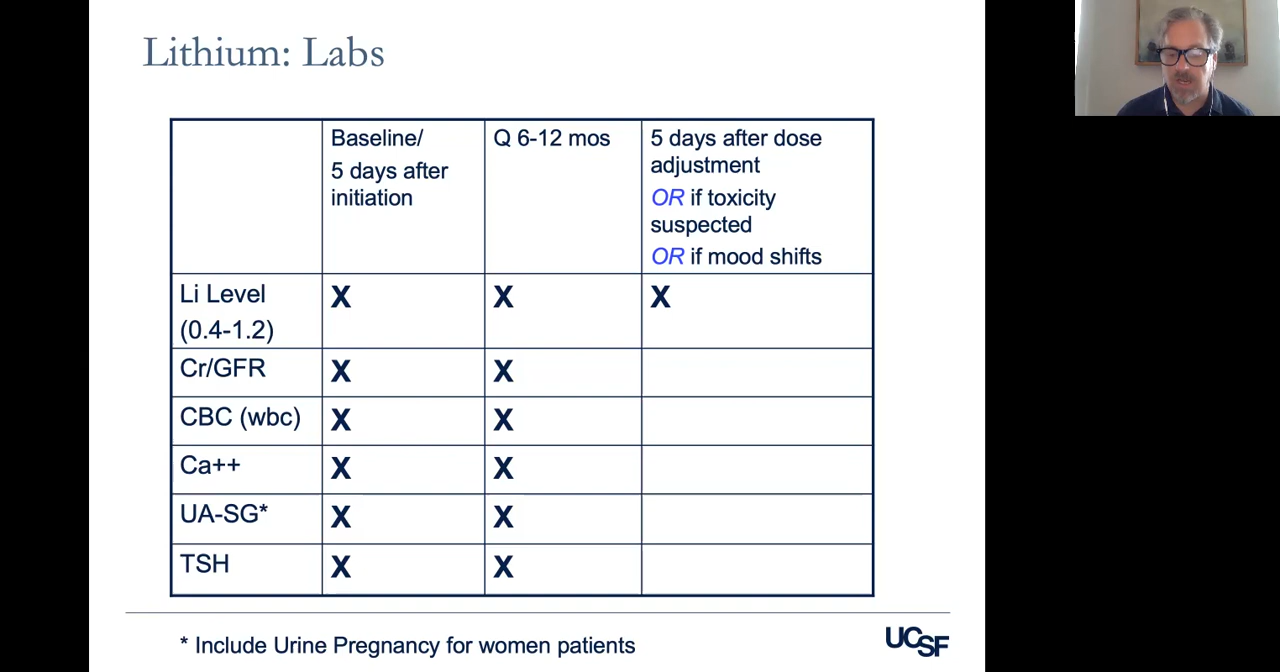 Lithium: Labs
Baseline/
5 days after
initiation
Q 6-12 mos
5 days after dose
adjustment
OR if toxicity
suspected
OR if mood shifts
Li Level
(0.4-1.2)
X
X
X
Cr/GFR
X
X
CBC (wbc)
X
X
Ca++
X
X
UA-SG*
X
X
TSH
X
X
* Include Urine Pregnancy for women patients
UCSF